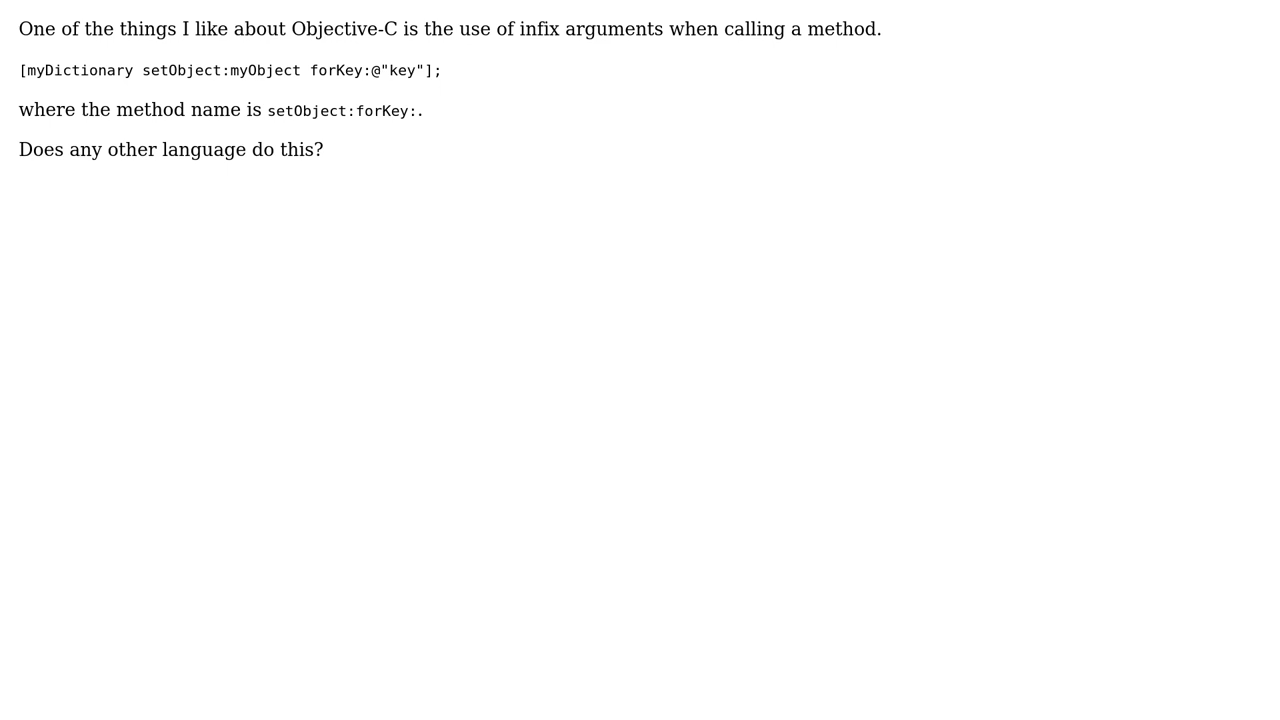 One of the things I like about Objective-C is the use of infix arguments when calling a method.
[myDictionary setObject:myObject forKey:@"key"];
where the method name is setObject:forKey:.
Does any other language do this?